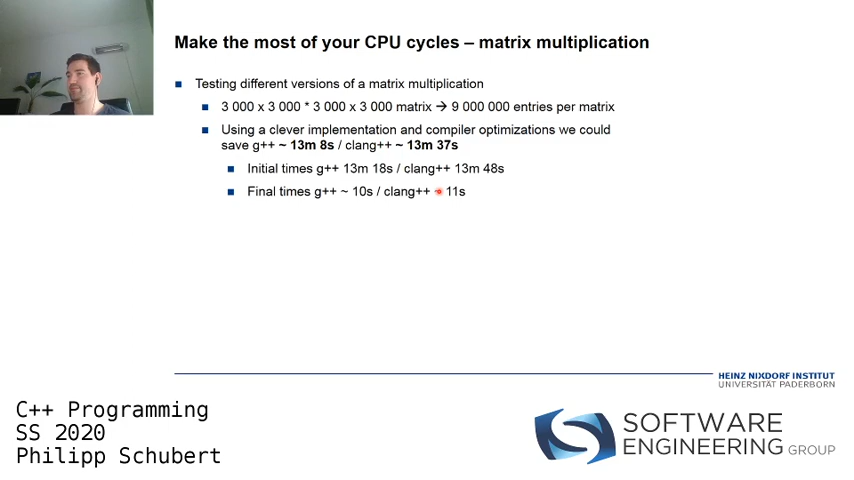 Make the most of your CPU cycles – matrix multiplication
Testing different versions of a matrix multiplication
3 000 x 3 000 * 3 000 x 3 000 matrix → 9 000 000 entries per matrix
Using a clever implementation and compiler optimizations we could
save g++ ~ 13m 8s / clang++ ~ 13m 37s
Initial times g++ 13m 18s / clang++ 13m 48s
Final times g++ ~ 10s / clang++ ~ 11s
HEINZ NIXDORF INSTITUT
UNIVERSITÄT PADERBORN
C++ Programming
SS 2020
Philipp Schubert
SOFTWARE
ENGINEERING GROUP